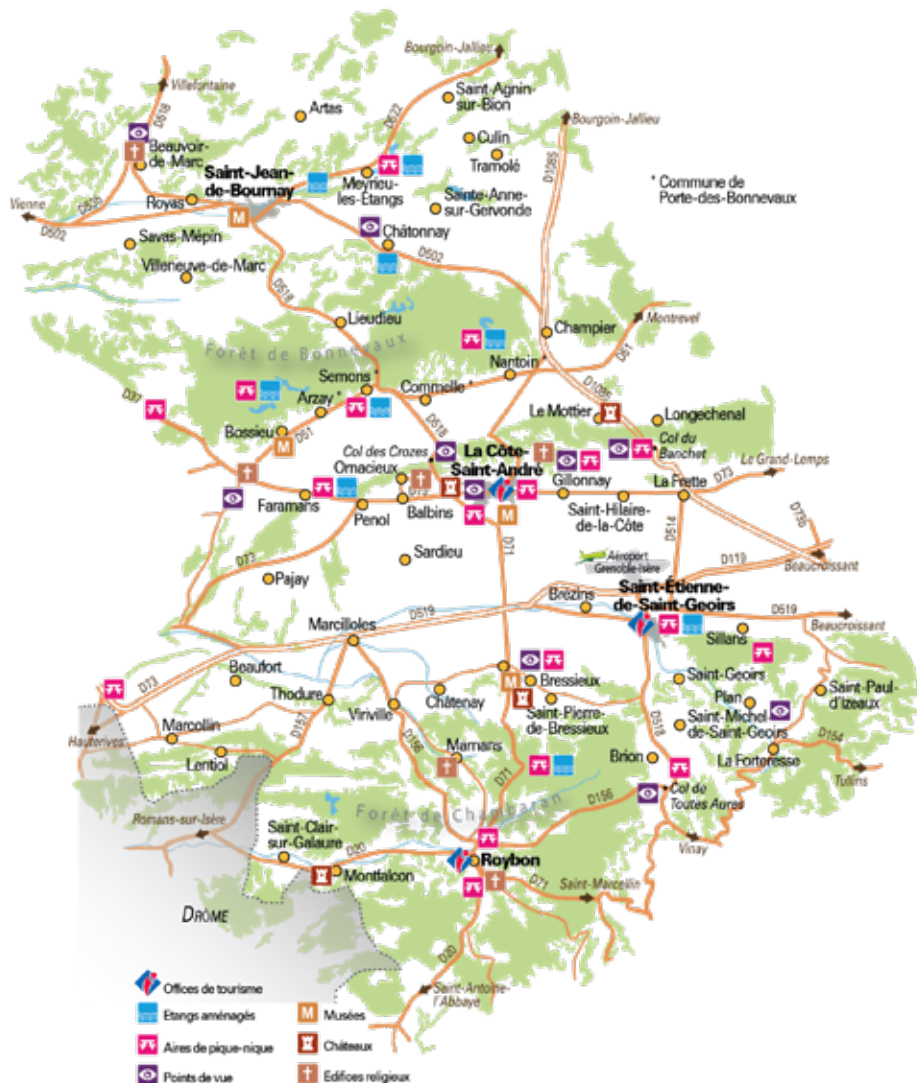 Bourgoin-Jallieu
Villefontaine
Saint-Agnin-
sur-Bion
Artas
D518
D522
Bourgoin-Jallieu
Culin
Tramolé
Beauvoir-
de-Marc
Saint-Jean-
de-Bournay
Meyrieu-
les-Etangs
D1085
* Commune de
Porte-des-Bonnevaux
Royas
Sainte-Anne-
sur-Gervonde
Vienne
D502
M
Châtonnay
Savas-Mépin
D502
Villeneuve-de-Marc
D518
Lieudieu
Champier
Montrevel
Forêt de Bonnevaux
D51
Nantoin *
Semons *
Commelle *
D37
Arzay *
D1085
Le Mottier
Longechenal
Bossieu
D51
M
D518
Col des Crozes
La Côte-
Saint-André
Col du
Banchet
Ornacieux
Le Grand-Lemps
D73
Gillonnay
La Frette
Faramans
Penol
D73
Balbins
Saint-Hilaire-
de-la-Côte
M
D73b
D514
D71
Sardieu
D73
Aéroport
Grenoble-Isère
D119
Beaucroissant
Pajay
Saint-Étienne-
de-Saint-Geoirs
Brézins
D519
D519
Beaucroissant
Marcilloles
Sillans
Beaufort
Bressieux
Saint-Geoirs
D73
Châtenay
M
Plan
Saint-Paul-
d'Izeaux
Thodure
Viriville
Saint-Pierre-
de-Bressieux
Saint-Michel-
de-Saint-Geoirs
Marcollin
D157
D156
D518
D154
Hauterives
Lentiol
Marnans
D71
Brion
La Forteresse
Tullins
Col de
Toutes Aures
Forêt de Chambaran
D156
Romans-sur-Isère
Vinay
Saint-Clair-
sur-Galaure
D20
Roybon
Montfalcon
D71
Saint-Marcellin
DRÔME
D20
Saint-Antoine-
l'Abbaye
Offices de tourisme
Etangs aménagés
M Musées
Aires de pique-nique
Châteaux
Points de vue
Edifices religieux